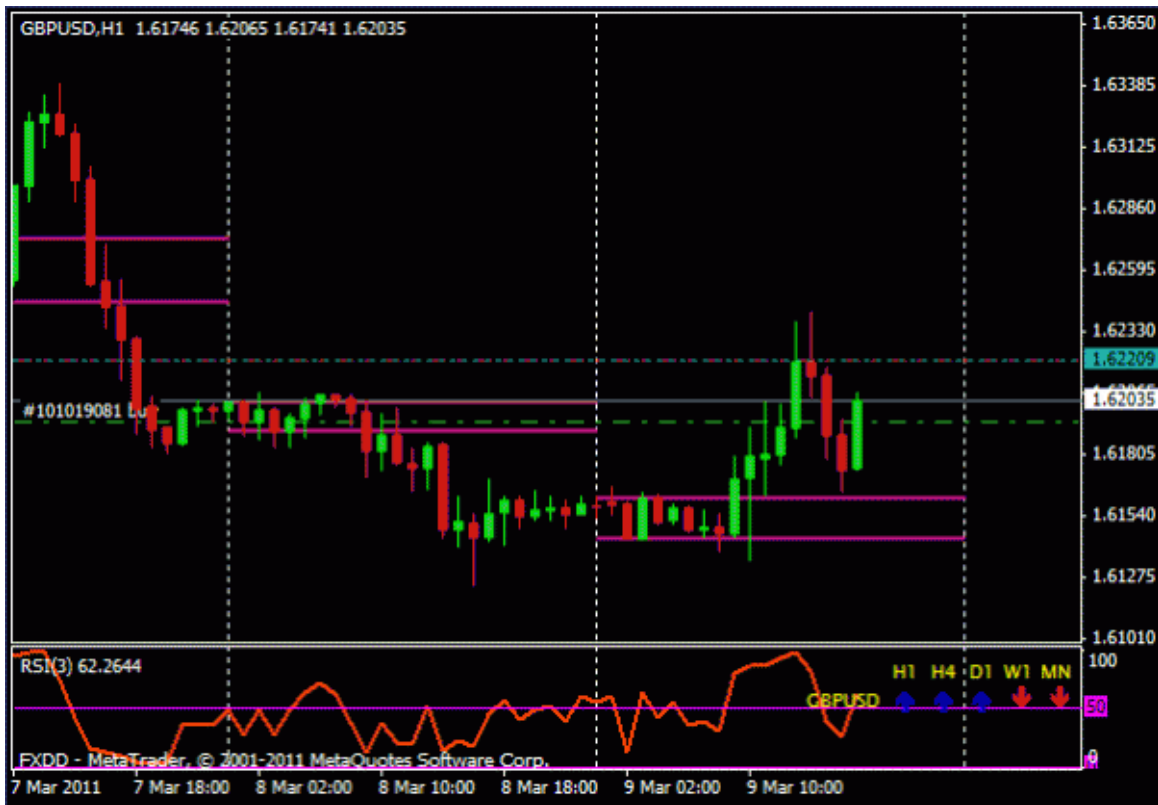 GBPUSD,H1 1.61746 1.62065 1.61741 1.62035
1.63650
1.63385
1.63125
1.62860
1.62595
1.62330
1.62209
1.62035
#101019081
1.61805
1.61540
1.61275
1.61010
RSI(3) 62.2644
100
H1 H4 D1 W1 MN
GBPUSD
50
0
FXDD - MetaTrader, © 2001-2011 MetaQuotes Software Corp.
7 Mar 2011 7 Mar 18:00 8 Mar 02:00 8 Mar 10:00 8 Mar 18:00 9 Mar 02:00 9 Mar 10:00